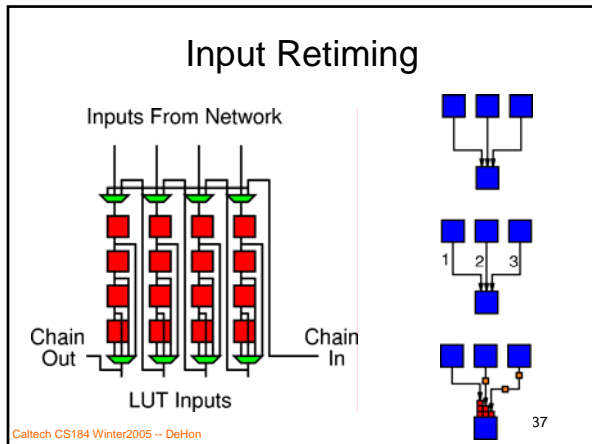 Input Retiming
Inputs From Network
1 2 3
Chain Out
Chain In
LUT Inputs
Caltech CS184 Winter2005 -- DeHon
37